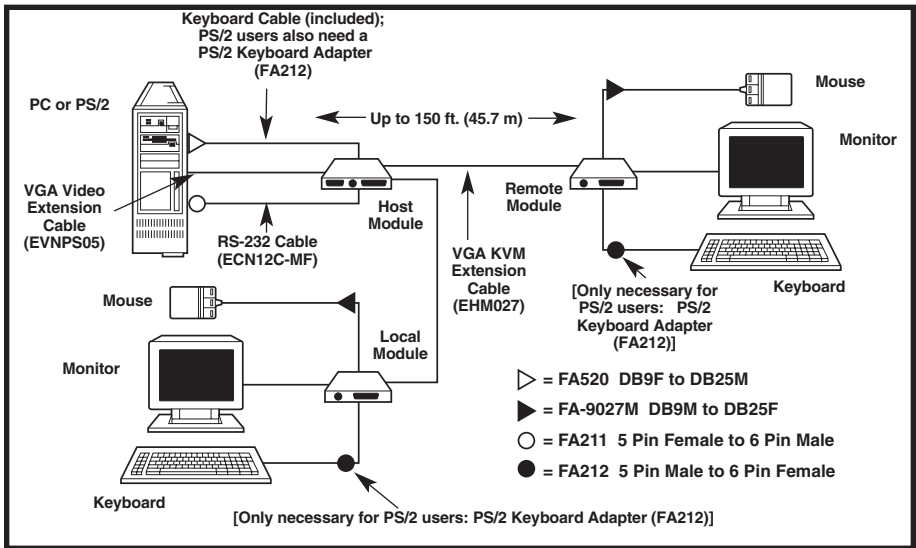 Keyboard Cable (included);
PS/2 users also need a
PS/2 Keyboard Adapter
(FA212)
PC or PS/2
Up to 150 ft. (45.7 m)
Mouse
Monitor
VGA Video
Extension
Cable
(EVNPS05)
Host
Module
Remote
Module
RS-232 Cable
(ECN12C-MF)
VGA KVM
Extension
Cable
(EHM027)
Keyboard
[Only necessary for
PS/2 users: PS/2
Keyboard Adapter
(FA212)]
Mouse
Local
Module
Monitor
= FA520 DB9F to DB25M
= FA-9027M DB9M to DB25F
= FA211 5 Pin Female to 6 Pin Male
= FA212 5 Pin Male to 6 Pin Female
Keyboard
[Only necessary for PS/2 users: PS/2 Keyboard Adapter (FA212)]